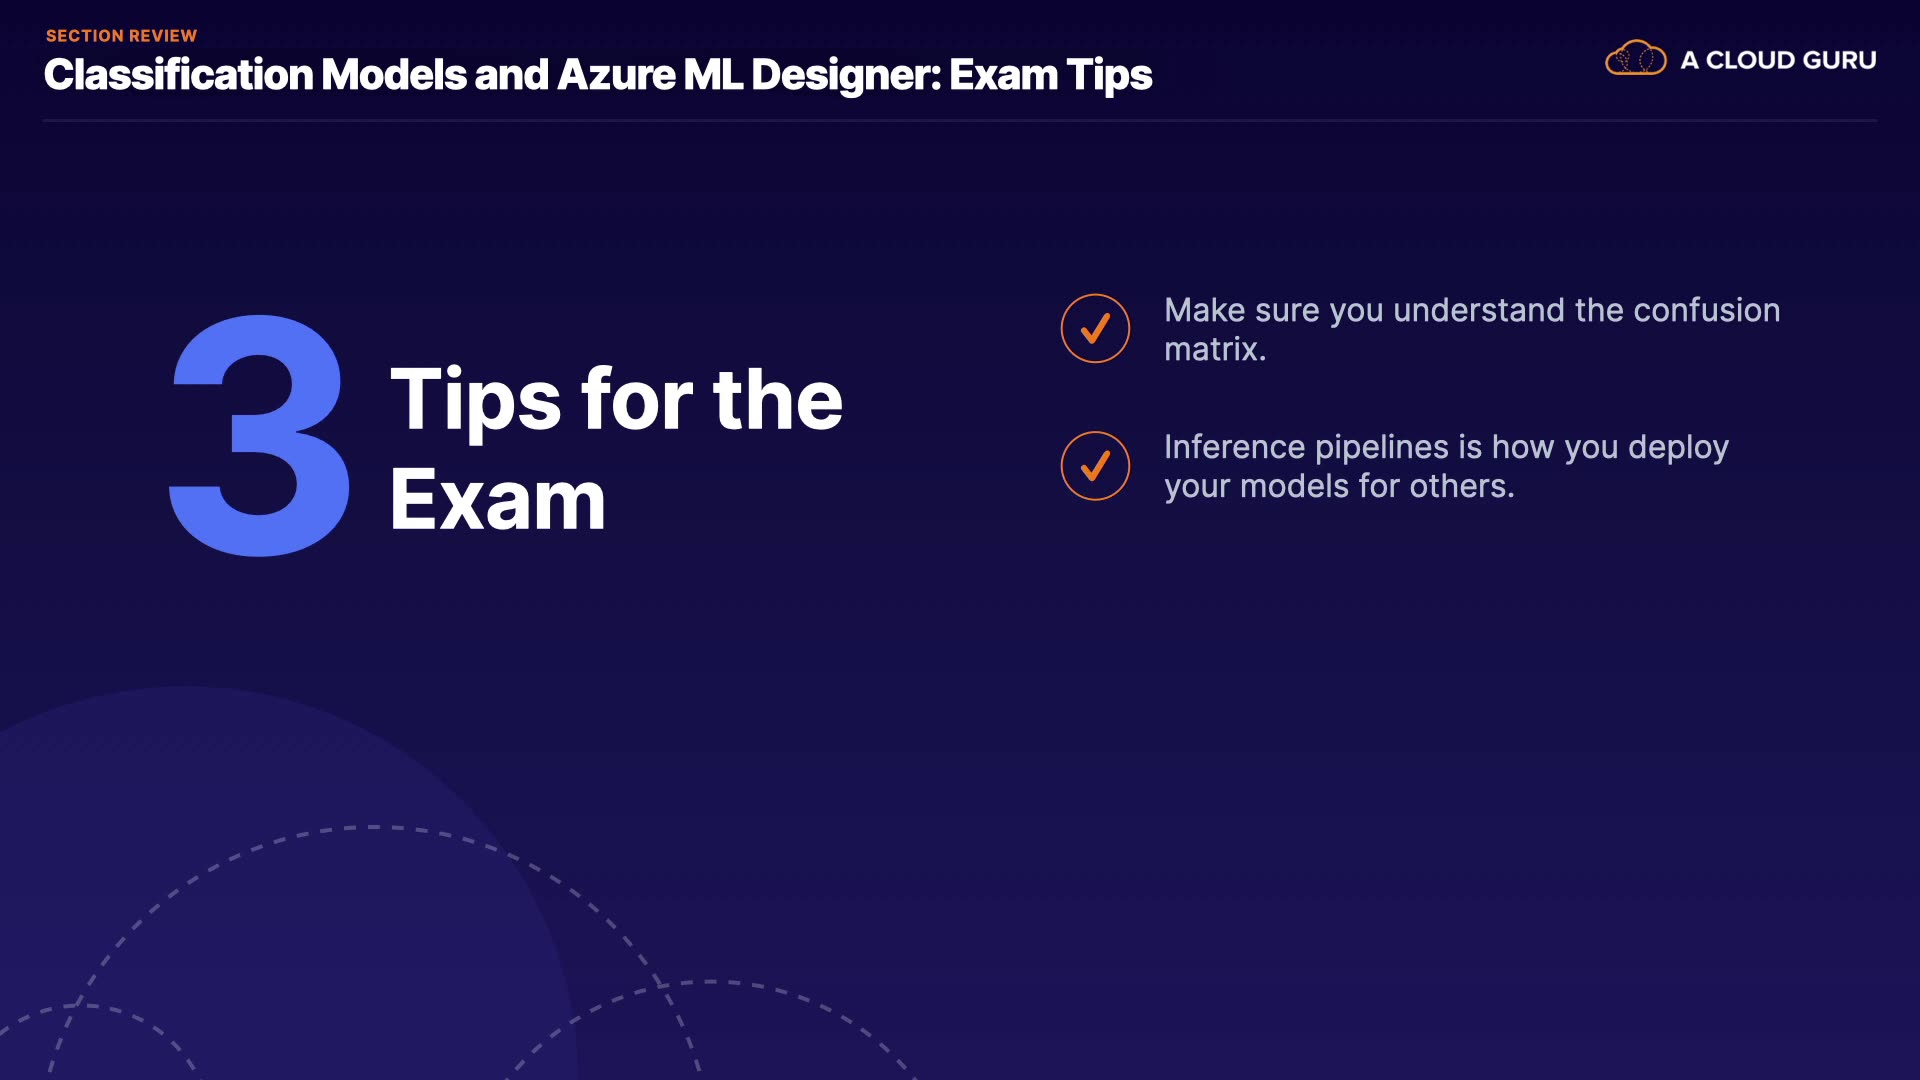 SECTION REVIEW
Classification Models and Azure ML Designer: Exam Tips
A CLOUD GURU
3
Tips for the
Exam
Make sure you understand the confusion
matrix.
Inference pipelines is how you deploy
your models for others.